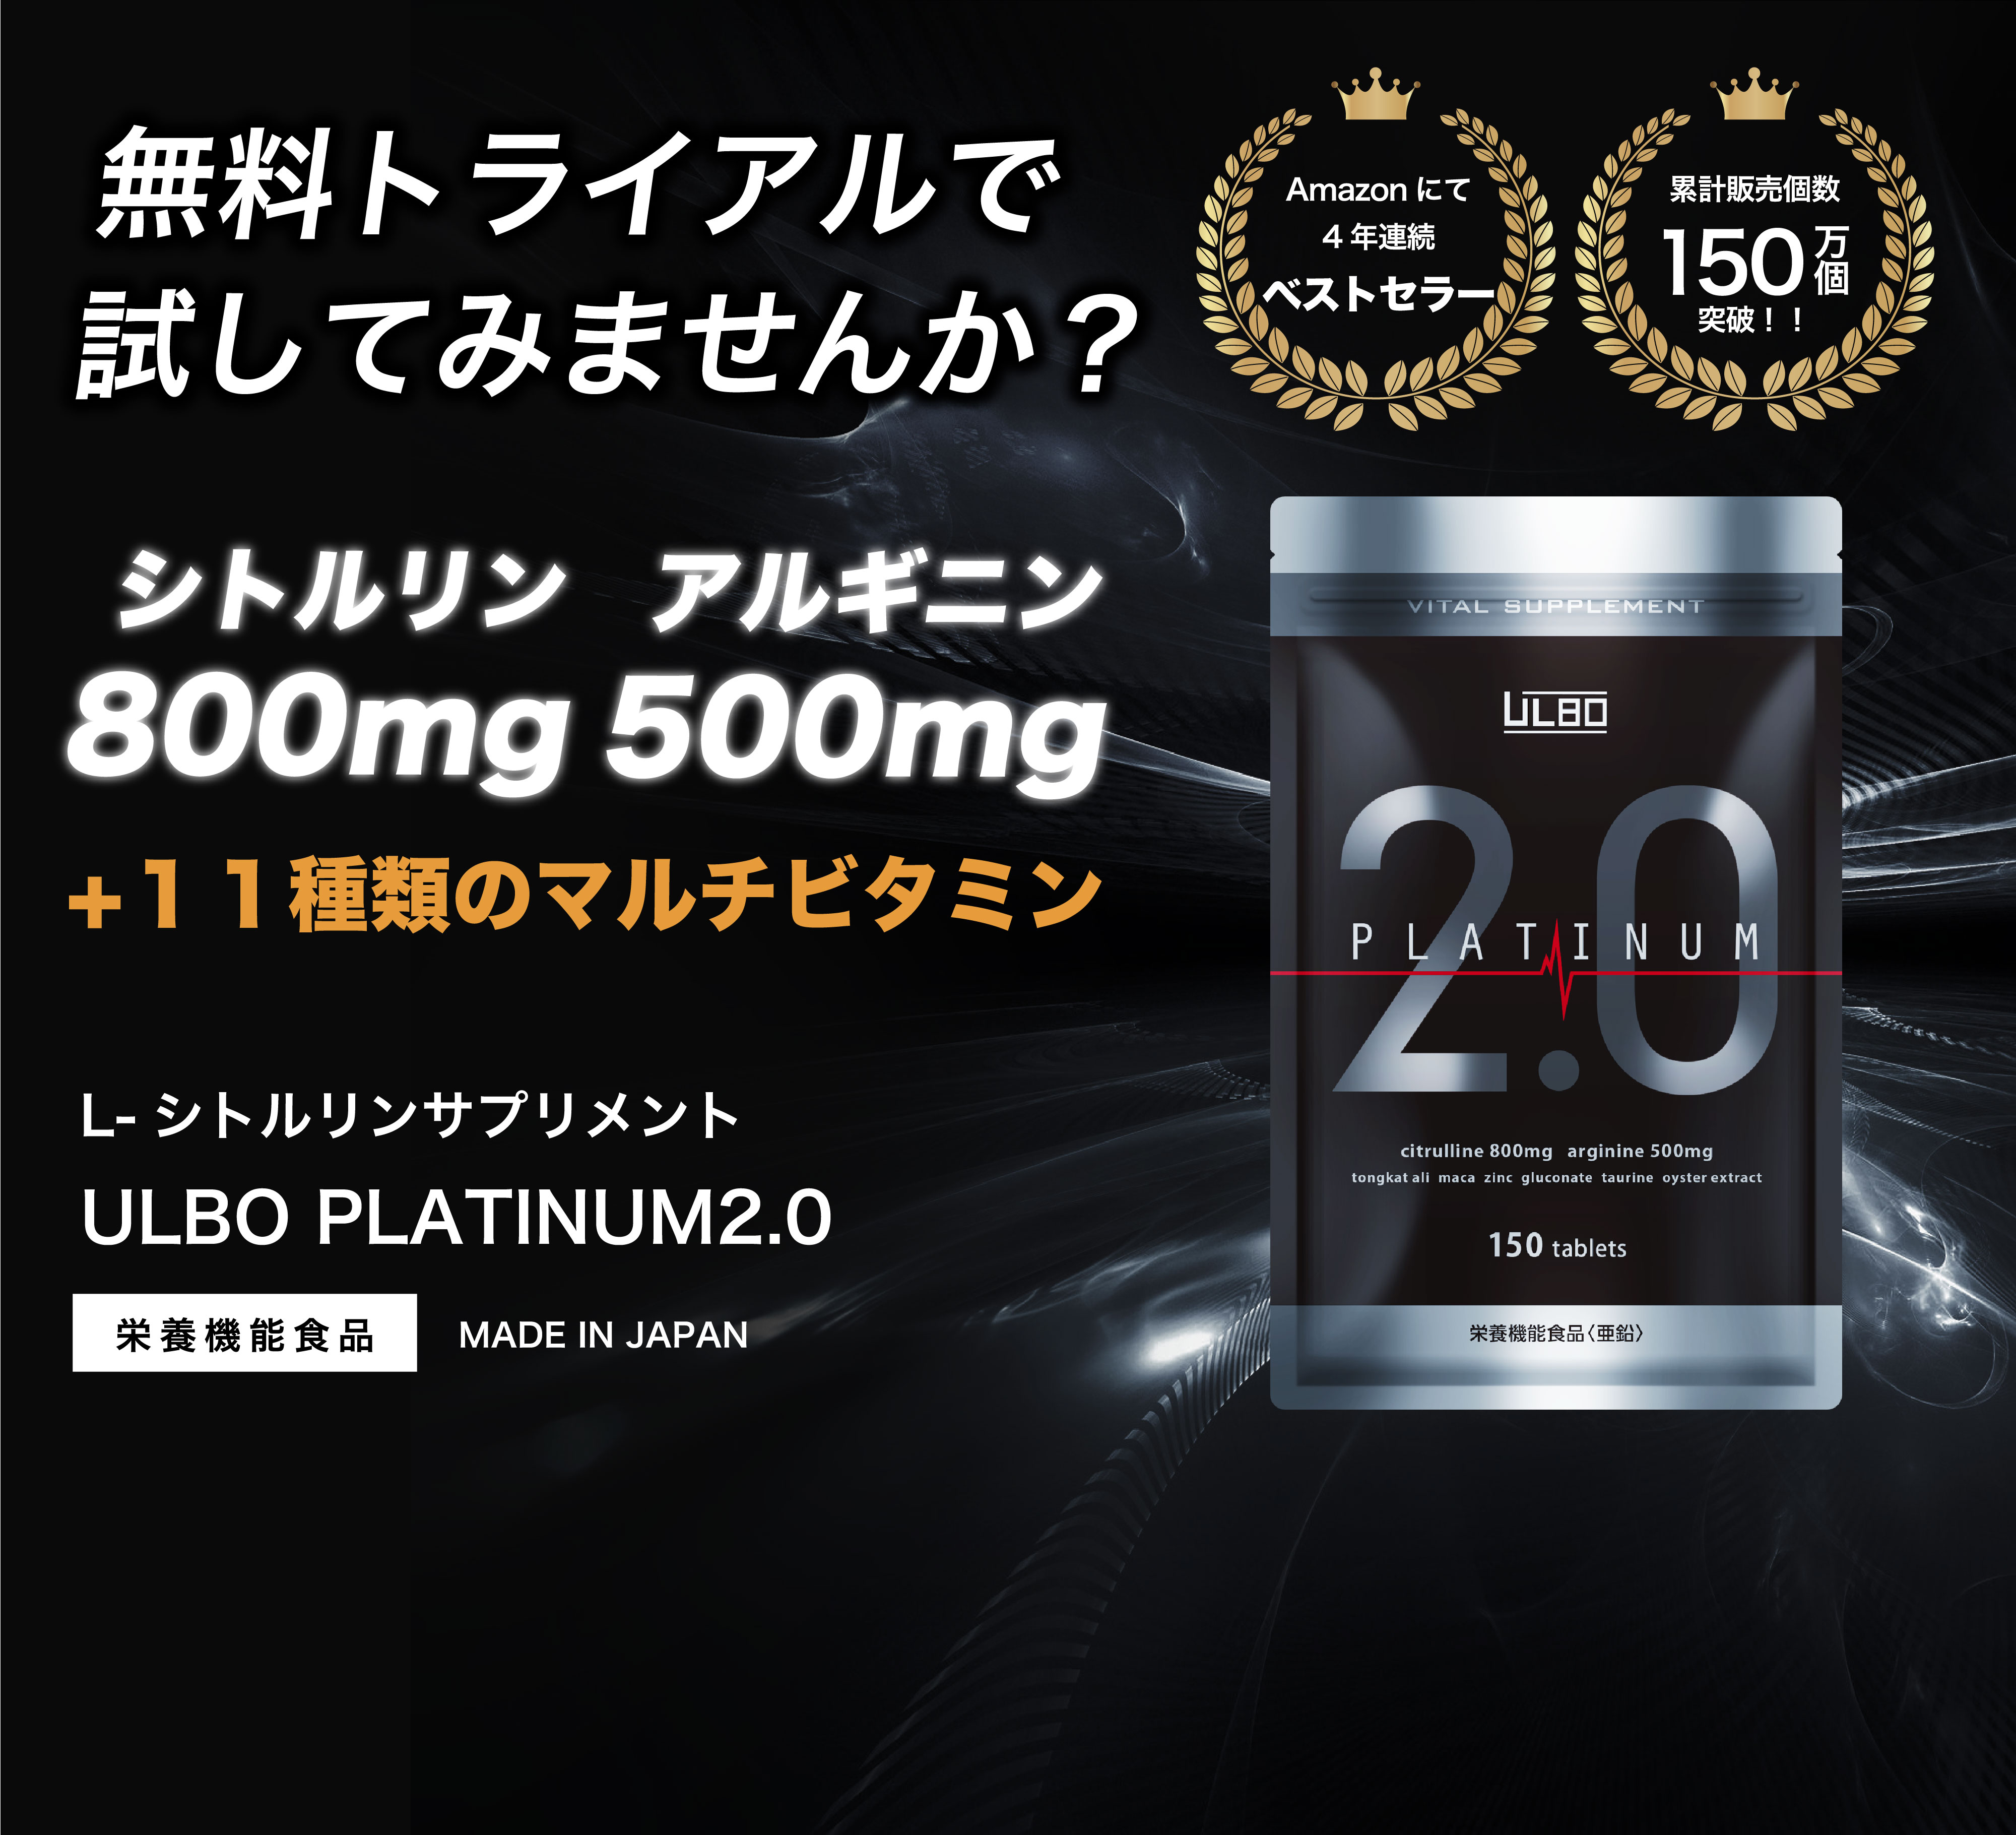 無料トライアルで
試してみませんか？
Amazonにて
4年連続
ベストセラー
累計販売個数
150万個
突破！！
シトルリン アルギニン
800mg 500mg
+１１種類のマルチビタミン
L-シトルリンサプリメント
ULBO PLATINUM2.0
栄養機能食品 MADE IN JAPAN
VITAL SUPPLEMENT
ULBO
2.0
PLATINUM
citrulline 800mg arginine 500mg
tongkat ali maca zinc gluconate taurine oyster extract
150 tablets
栄養機能食品〈亜鉛〉